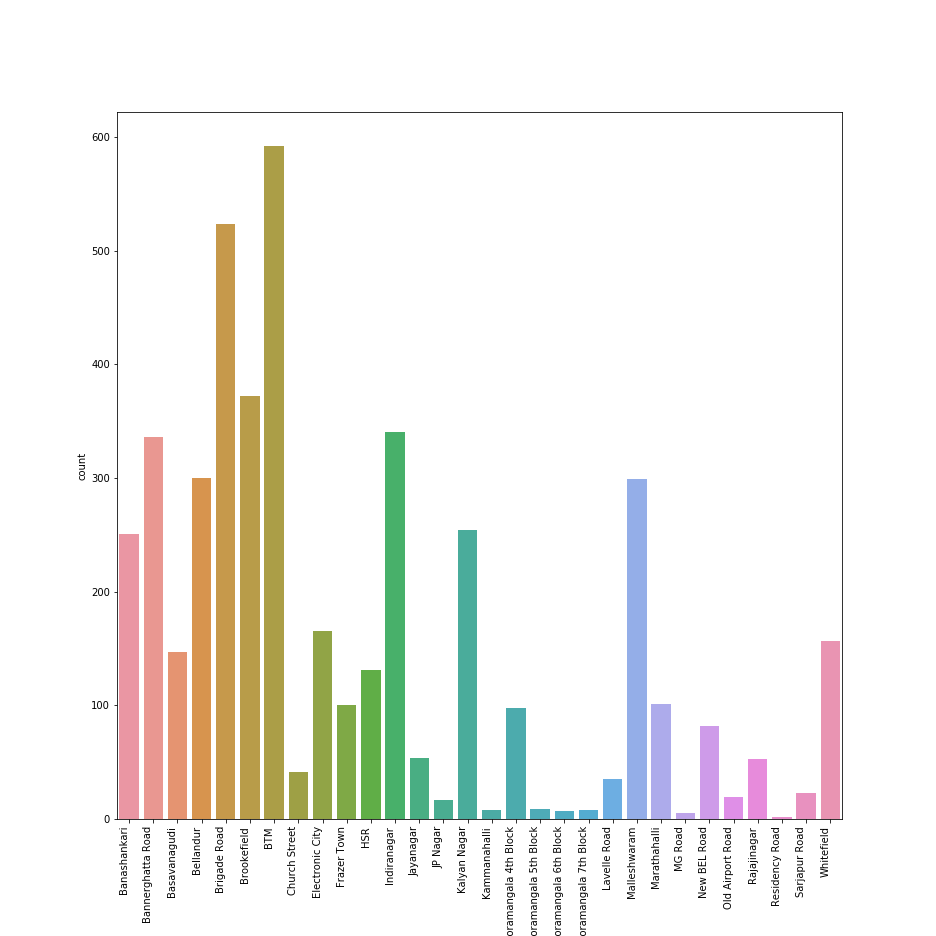 600
500
400
300
200
100
0
count
Banashankari
Bannerghatta Road
Basavanagudi
Bellandur
Brigade Road
Brookefield
BTM
Church Street
Electronic City
Frazer Town
HSR
Indiranagar
Jayanagar
JP Nagar
Kalyan Nagar
Kammanahalli
oramangala 4th Block
oramangala 5th Block
oramangala 6th Block
oramangala 7th Block
Lavelle Road
Malleshwaram
Marathahalli
MG Road
New BEL Road
Old Airport Road
Rajajinagar
Residency Road
Sarjapur Road
Whitefield